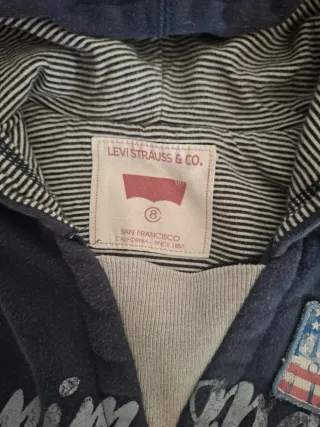 LEVI STRAUSS & CO.
8
SAN FRANCISCO
CALIFORNIA - SINCE 1853